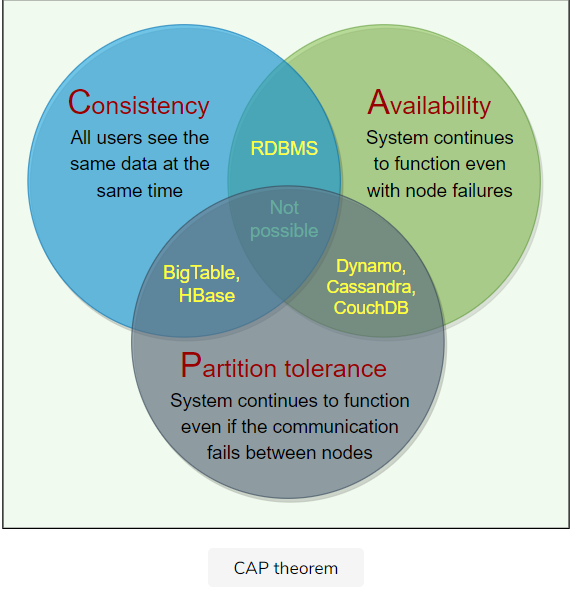 Consistency
All users see the
same data at the
same time
Availability
System continues
to function even
with node failures
RDBMS
Not
possible
BigTable,
HBase
Dynamo,
Cassandra,
CouchDB
Partition tolerance
System continues to function
even if the communication
fails between nodes
CAP theorem